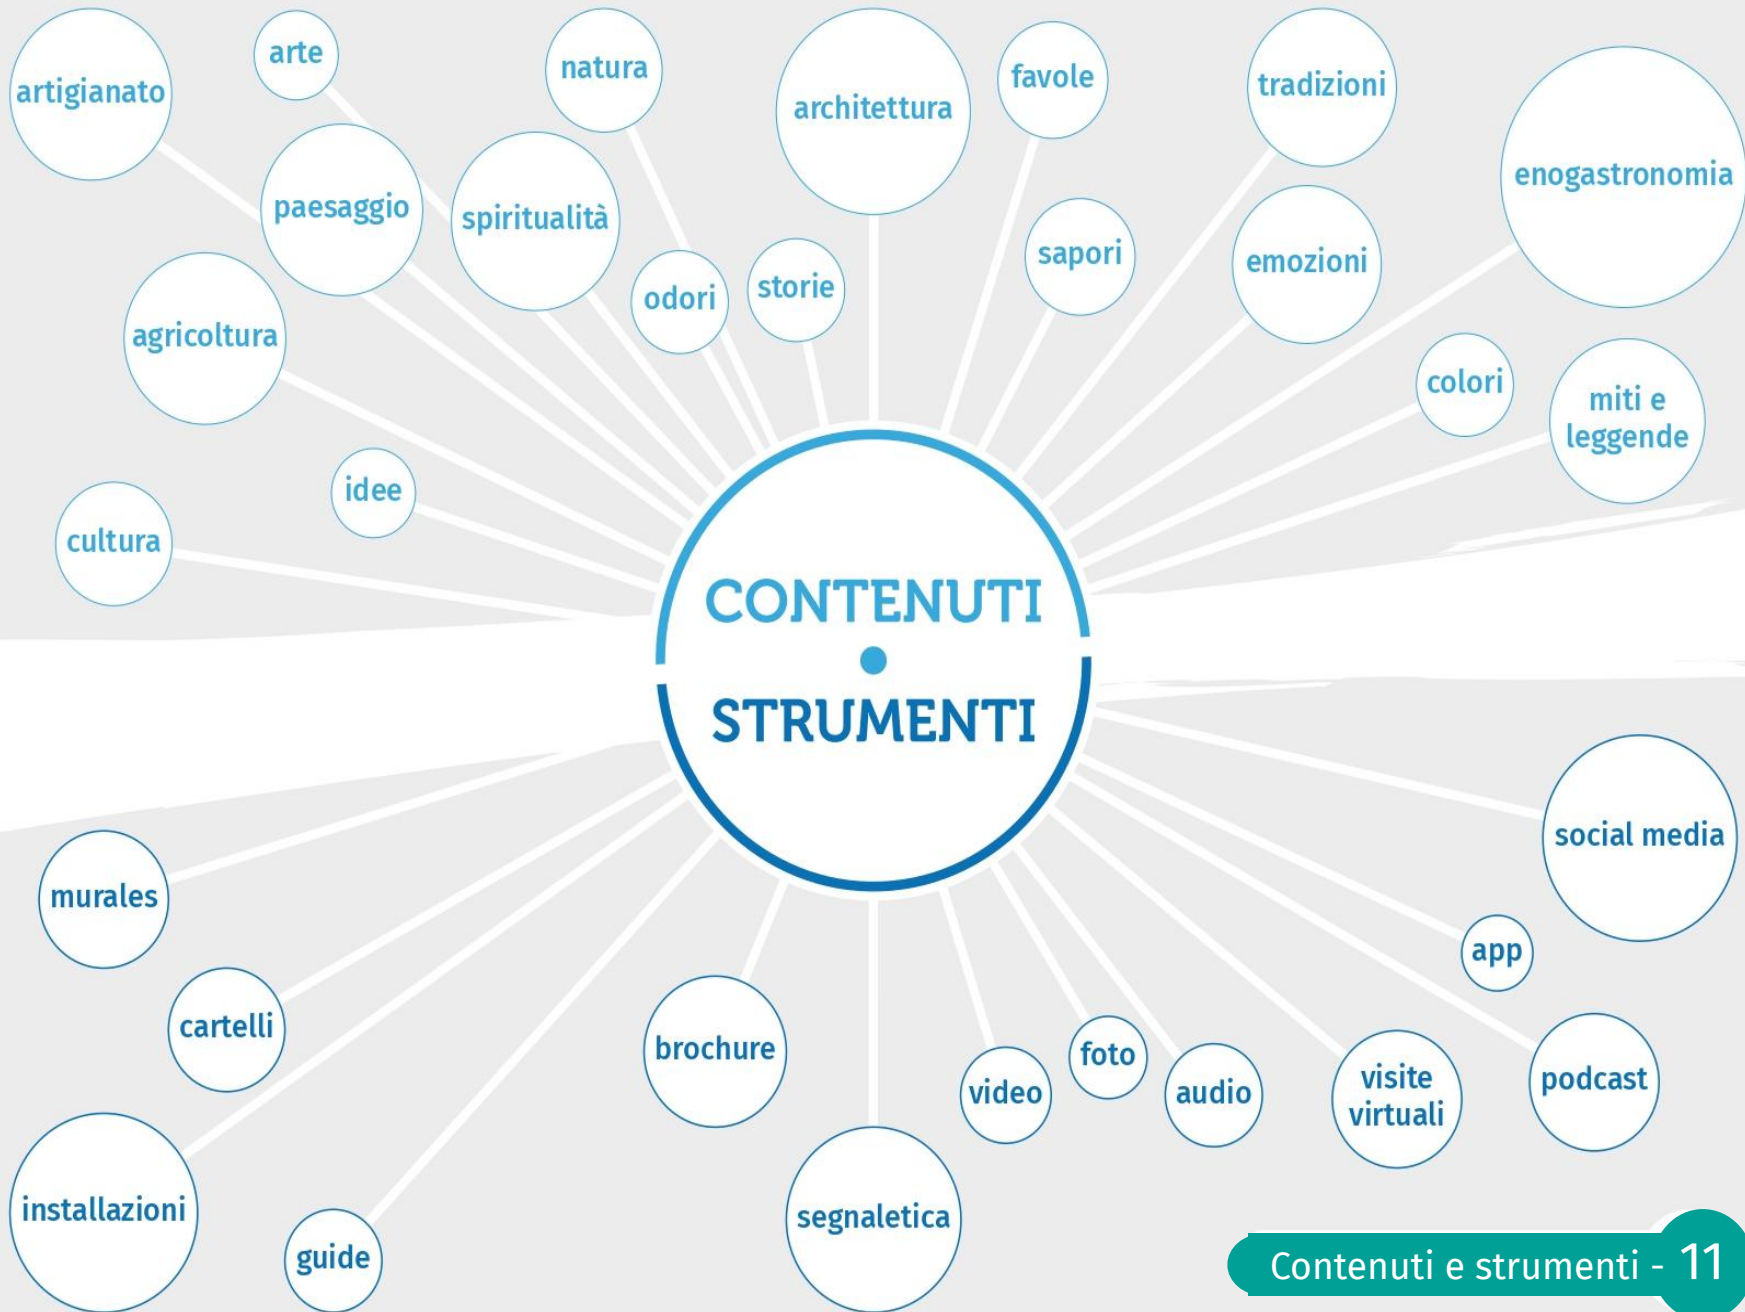 artigianato
arte
natura
architettura
favole
tradizioni
enogastronomia
paesaggio
spiritualità
odori
storie
sapori
emozioni
agricoltura
colori
miti e
leggende
idee
cultura
CONTENUTI
STRUMENTI
murales
cartelli
installazioni
guide
brochure
segnaletica
video
foto
audio
visite
virtuali
podcast
app
social media
Contenuti e strumenti - 11